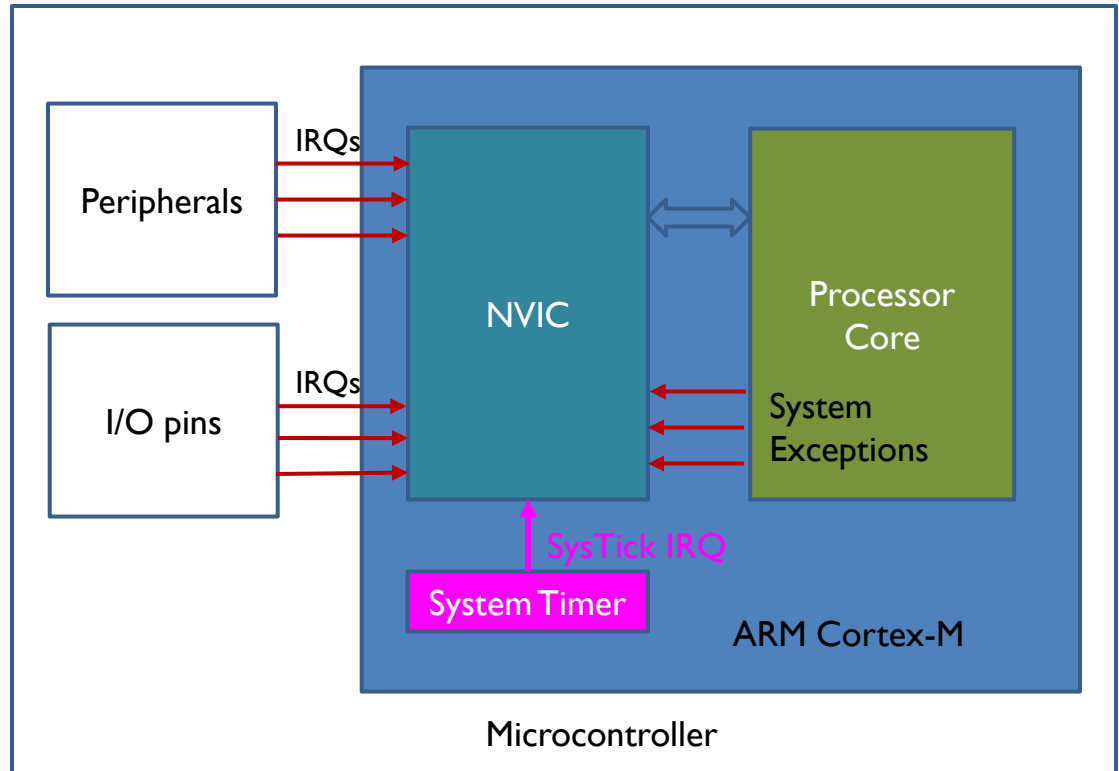 IRQs
Peripherals
NVIC
Processor
Core
IRQs
I/O pins
System
Exceptions
SysTick IRQ
System Timer
ARM Cortex-M
Microcontroller